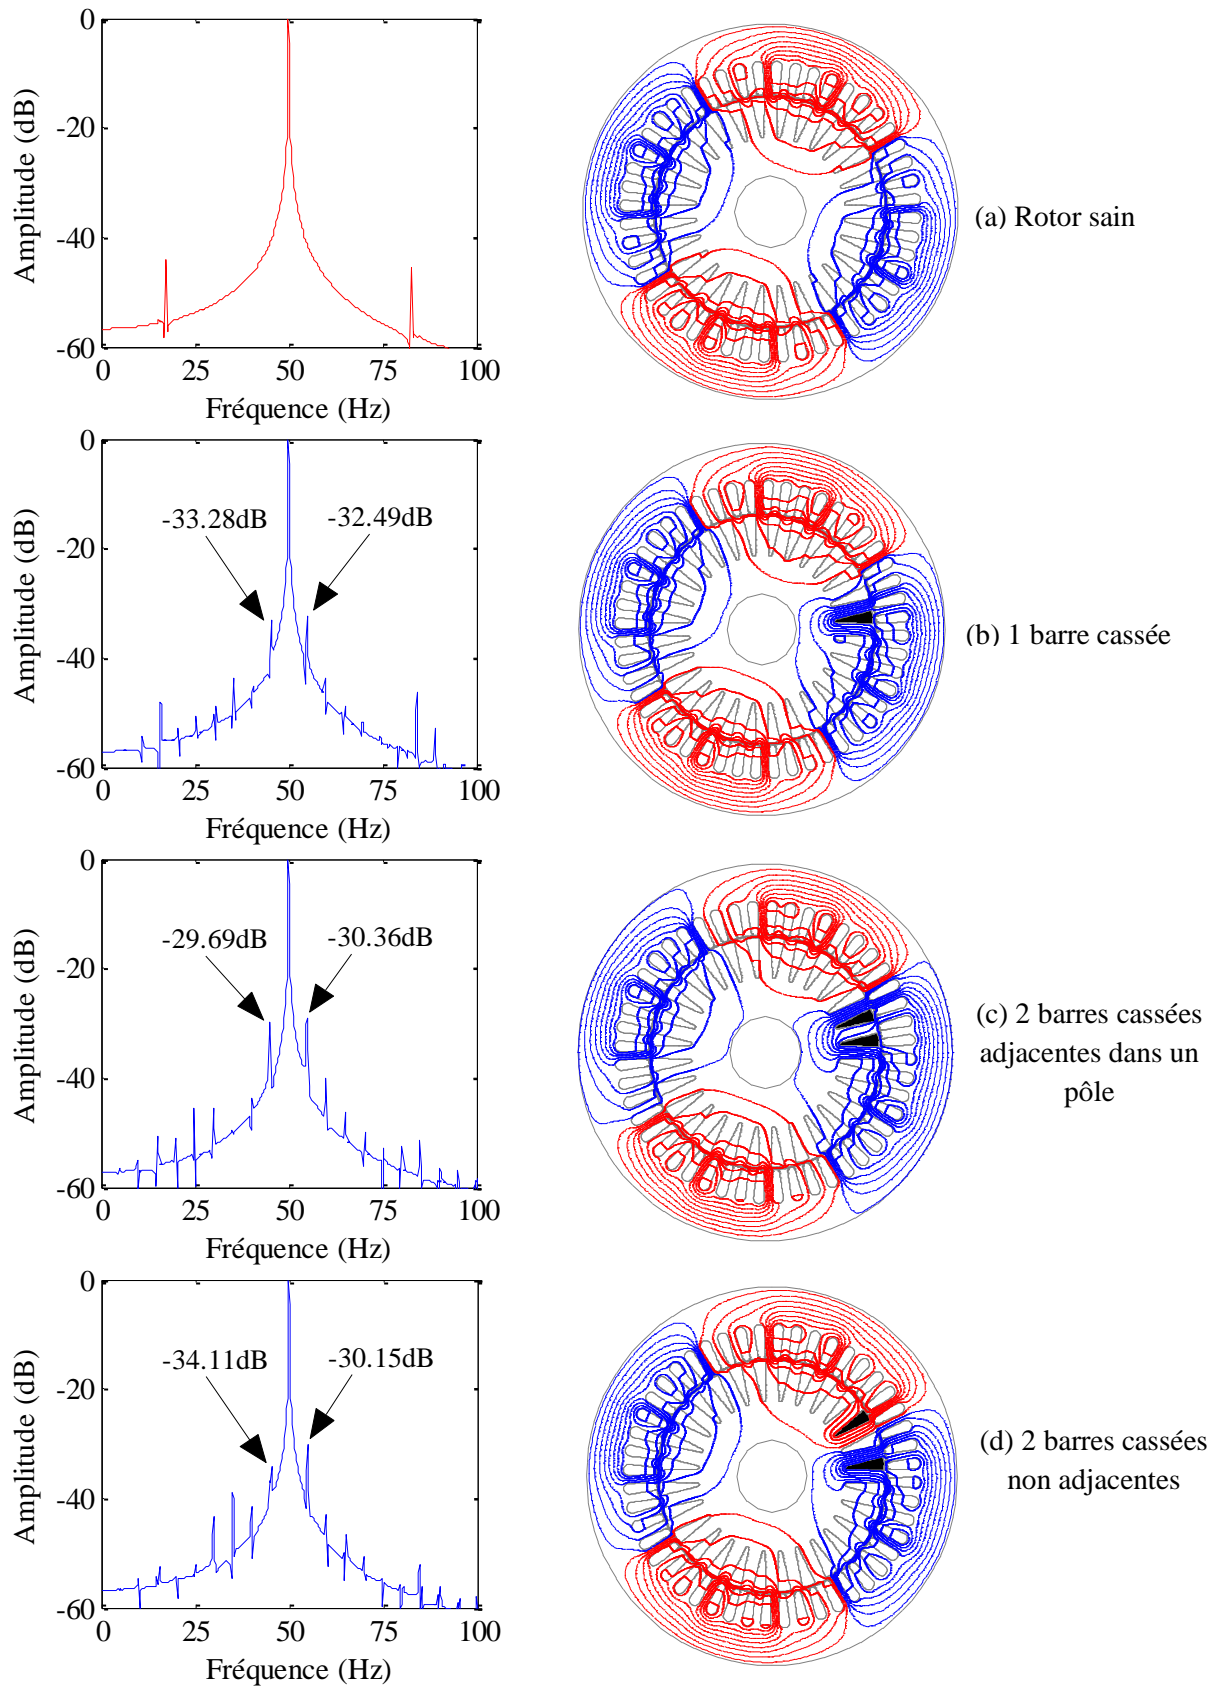 0
-20
-40
-60
Amplitude (dB)
0
25
50
75
100
Fréquence (Hz)
(a) Rotor sain
0
-20
-40
-60
Amplitude (dB)
-33.28dB
-32.49dB
0
25
50
75
100
Fréquence (Hz)
(b) 1 barre cassée
0
-20
-40
-60
Amplitude (dB)
-29.69dB
-30.36dB
0
25
50
75
100
Fréquence (Hz)
(c) 2 barres cassées
adjacentes dans un
pôle
0
-20
-40
-60
Amplitude (dB)
-34.11dB
-30.15dB
0
25
50
75
100
Fréquence (Hz)
(d) 2 barres cassées
non adjacentes